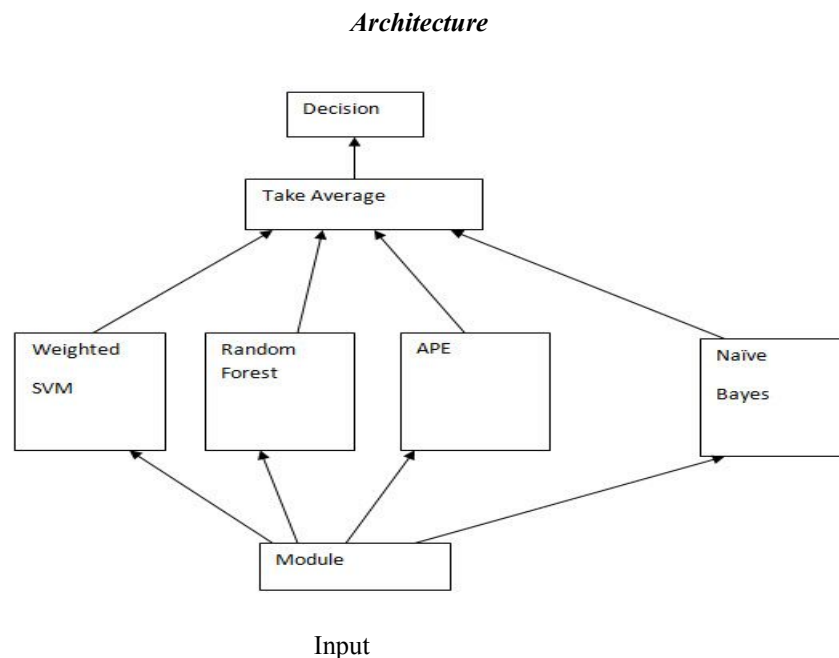 Architecture
Decision
Take Average
Weighted
SVM
Random
Forest
APE
Naïve
Bayes
Module
Input